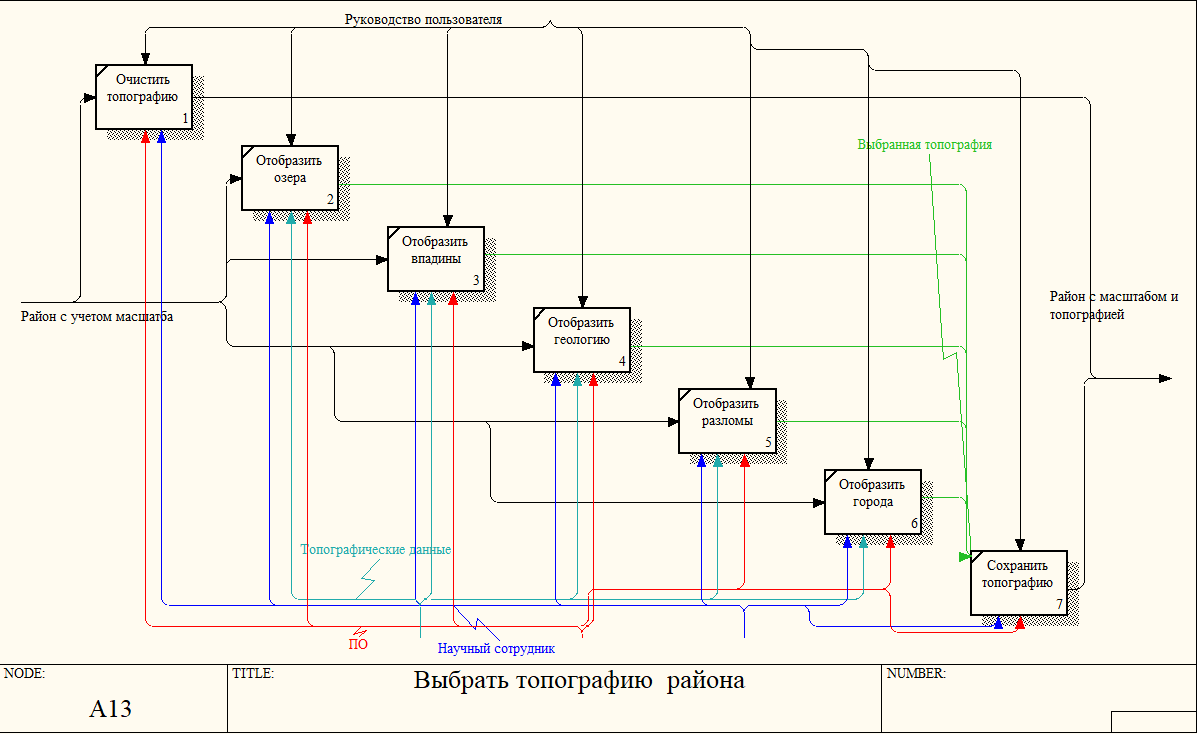 Руководство пользователя
Очистить
топографию
1
Отобразить
озера
2
Выбранная топография
Отобразить
впадины
3
Район с учетом масштаба
Район с масштабом и
топографией
Отобразить
геологию
4
Отобразить
разломы
5
Отобразить
города
6
Топографические данные
Сохранить
топографию
7
ПО
Научный сотрудник
NODE:
A13
TITLE:
Выбрать топографию района
NUMBER: